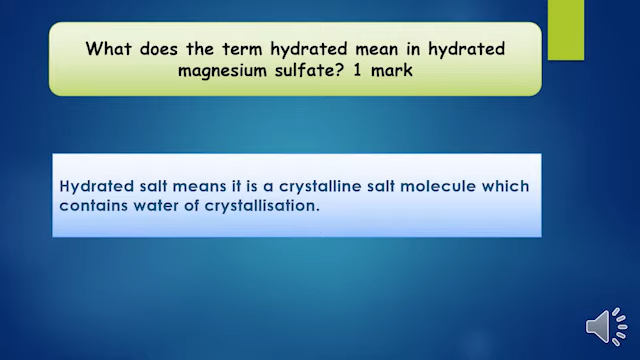 What does the term hydrated mean in hydrated
magnesium sulfate? 1 mark
Hydrated salt means it is a crystalline salt molecule which
contains water of crystallisation.